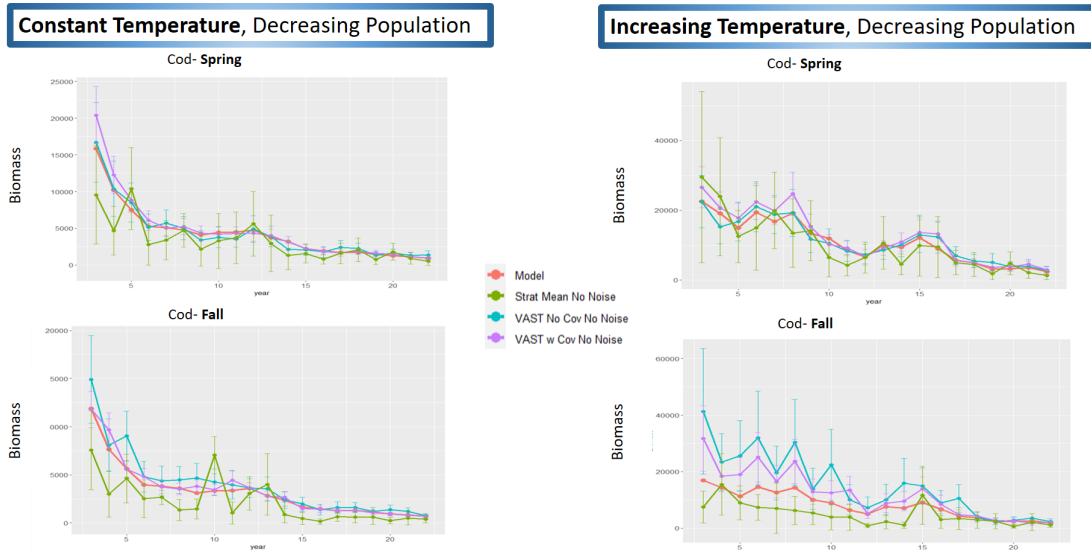 Constant Temperature, Decreasing Population
Cod- Spring
Biomass
25000
20000
15000
10000
5000
0
5
10
15
20
year
Cod- Fall
Biomass
20000
5000
0000
5000
0
5
10
15
20
year
Model
Strat Mean No Noise
VAST No Cov No Noise
VAST w Cov No Noise
Increasing Temperature, Decreasing Population
Cod- Spring
Biomass
40000
20000
0
5
10
15
20
year
Cod- Fall
Biomass
60000
40000
20000
0
5
10
15
20